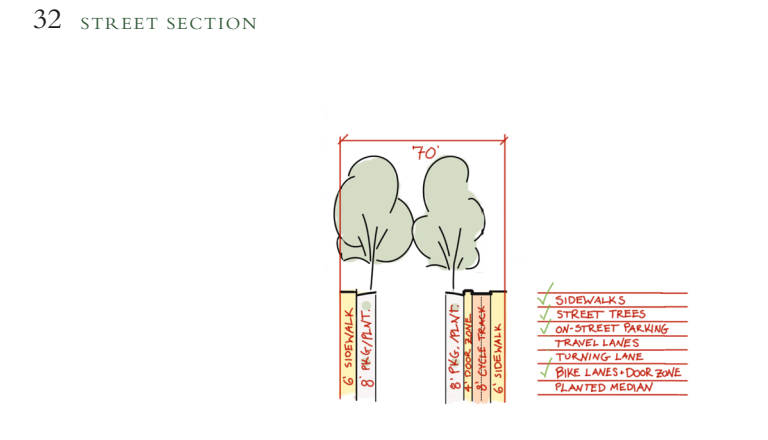 32 STREET SECTION
70'
6' SIDEWALK
8' PKG/PLNT.
8' PKG./PLNT.
4' DOOR ZONE
8' CYCLE TRACK
6' SIDEWALK
SIDEWALKS
STREET TREES
ON-STREET PARKING
TRAVEL LANES
TURNING LANE
BIKE LANES+DOOR ZONE
PLANTED MEDIAN